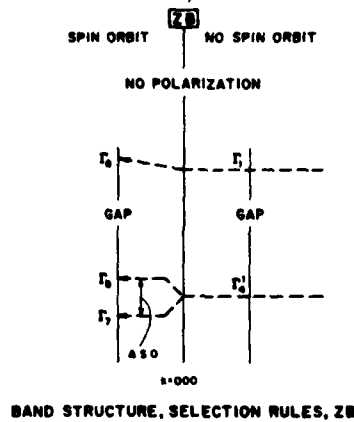 ZB
SPIN ORBIT NO SPIN ORBIT
NO POLARIZATION
Γ6 Γ1
GAP GAP
Γ8 Γ'4
Γ7
ASO
k=000
BAND STRUCTURE, SELECTION RULES, ZB